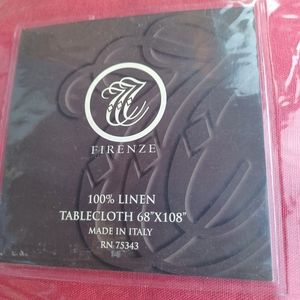 FIRENZE
100% LINEN
TABLECLOTH 68"X108"
MADE IN ITALY
RN 75343